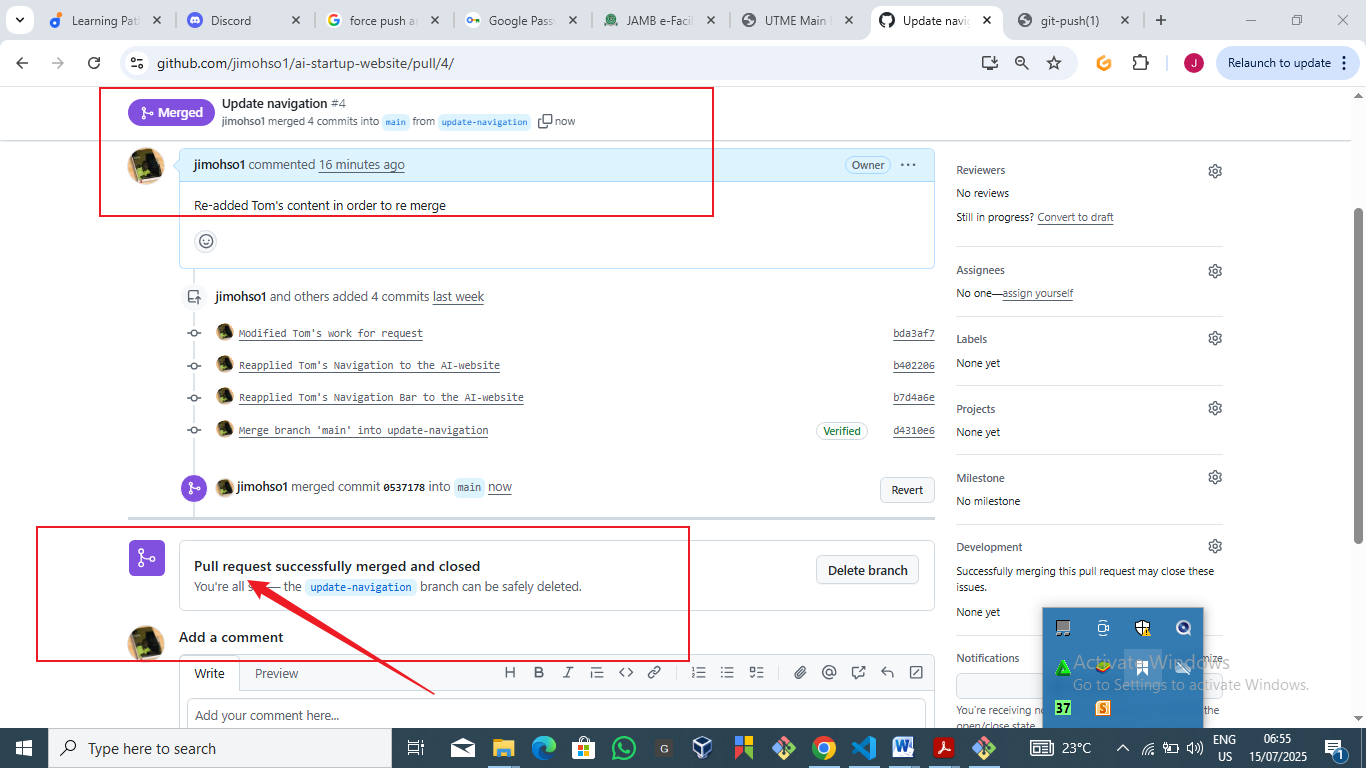 Learning Pat
Discord
force push a
Google Pass
JAMB e-Facil
UTME Main
Update navig
git-push(1)
github.com/jimohso1/ai-startup-website/pull/4/
J
Relaunch to update
Merged
Update navigation #4
jimohso1 merged 4 commits into main from update-navigation now
jimohso1 commented 16 minutes ago
Owner
Re-added Tom's content in order to re merge
jimohso1 and others added 4 commits last week
Modified Tom's work for request
bda3af7
Reapplied Tom's Navigation to the AI-website
b402206
Reapplied Tom's Navigation Bar to the AI-website
b7d4a6e
Merge branch 'main' into update-navigation
Verified
d4310e6
jimohso1 merged commit 0537178 into main now
Revert
Pull request successfully merged and closed
You're all s — the update-navigation branch can be safely deleted.
Delete branch
Add a comment
Write
Preview
H B I
Add your comment here...
Reviewers
No reviews
Still in progress? Convert to draft
Assignees
No one—assign yourself
Labels
None yet
Projects
None yet
Milestone
No milestone
Development
Successfully merging this pull request may close these
issues.
None yet
Notifications
mize
You're receiving no
the
open/close state.
Activate Windows
Go to Settings to activate Windows.
37
S
Type here to search
G
23°C
ENG
US
06:55
15/07/2025
1